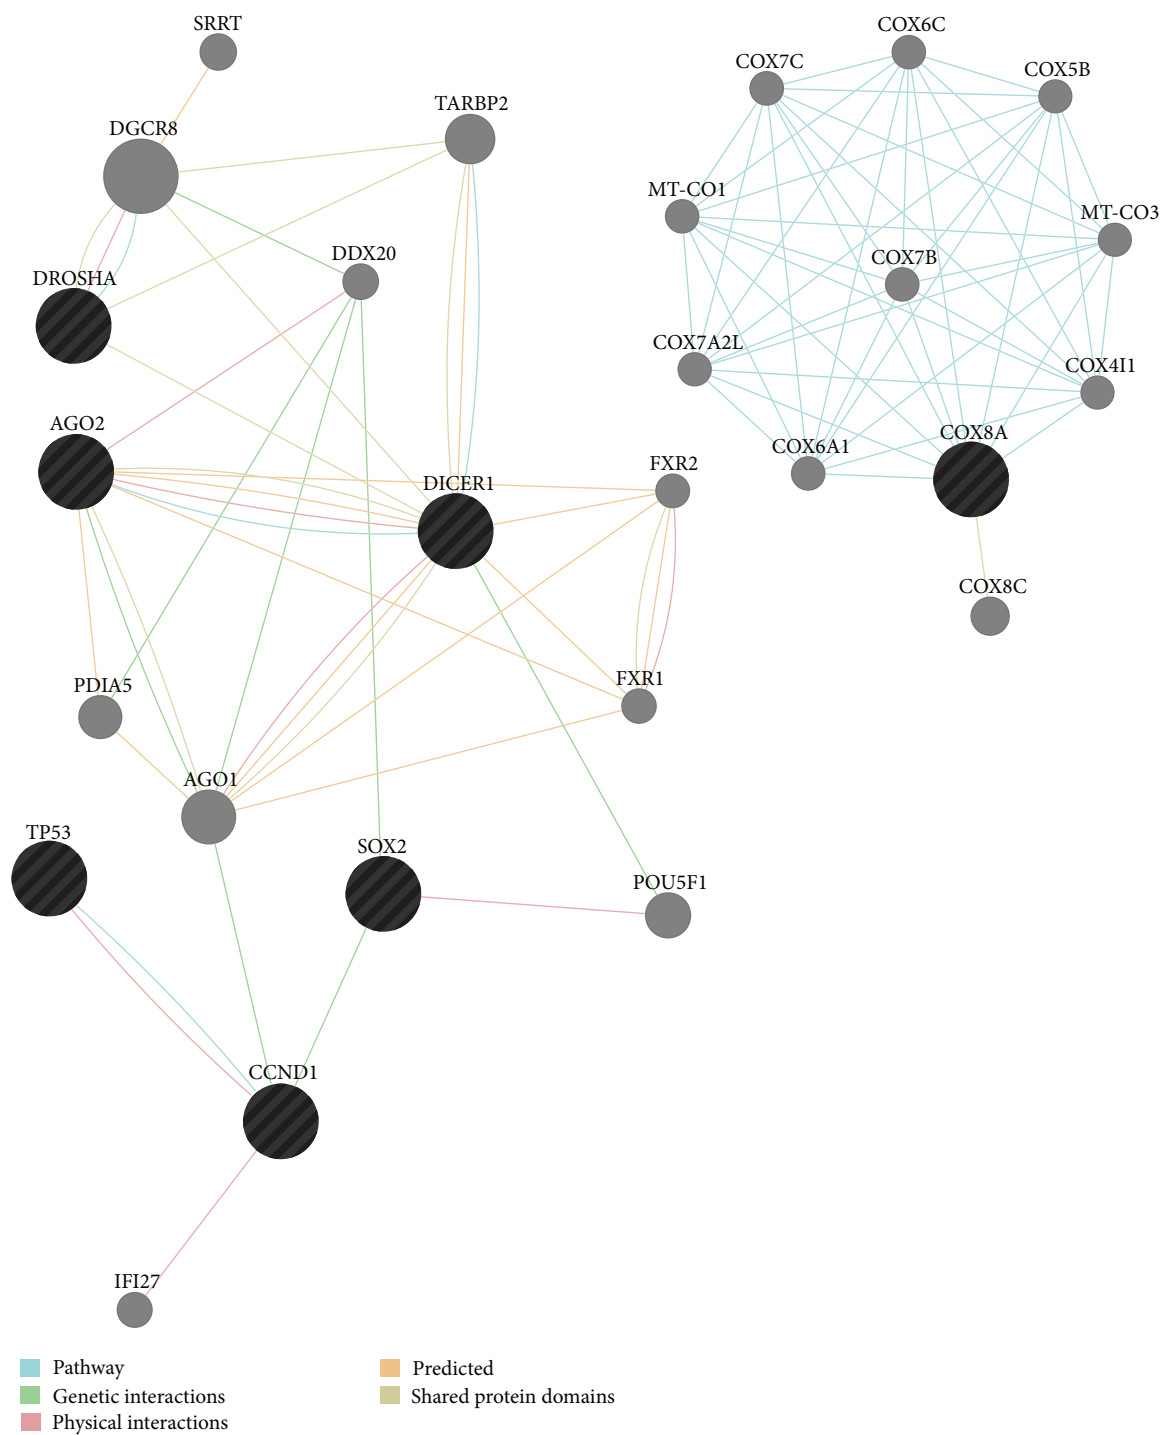 SRRT
COX6C
COX7C
COX5B
TARBP2
DGCR8
MT-CO1
MT-CO3
DDX20
COX7B
DROSHA
COX7A2L
COX4I1
AGO2
COX8A
COX6A1
FXR2
DICER1
COX8C
FXR1
PDIA5
AGO1
TP53
SOX2
POU5F1
CCND1
IFI27
Pathway
Predicted
Genetic interactions
Shared protein domains
Physical interactions